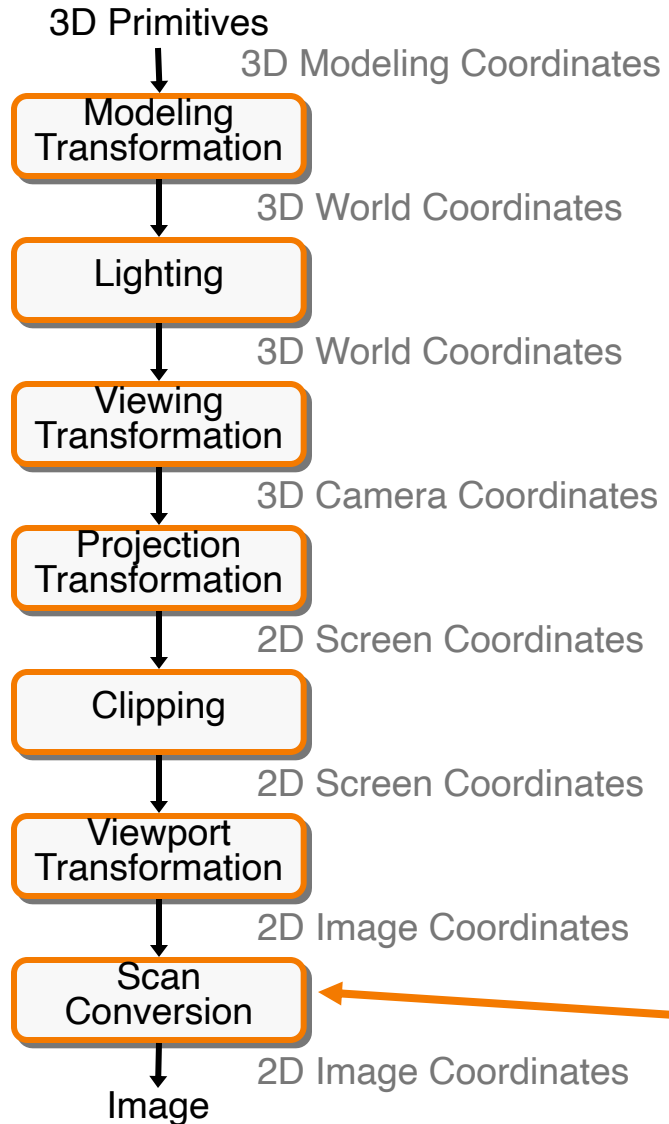 3D Primitives
3D Modeling Coordinates
Modeling
Transformation
3D World Coordinates
Lighting
3D World Coordinates
Viewing
Transformation
3D Camera Coordinates
Projection
Transformation
2D Screen Coordinates
Clipping
2D Screen Coordinates
Viewport
Transformation
2D Image Coordinates
Scan
Conversion
2D Image Coordinates
Image